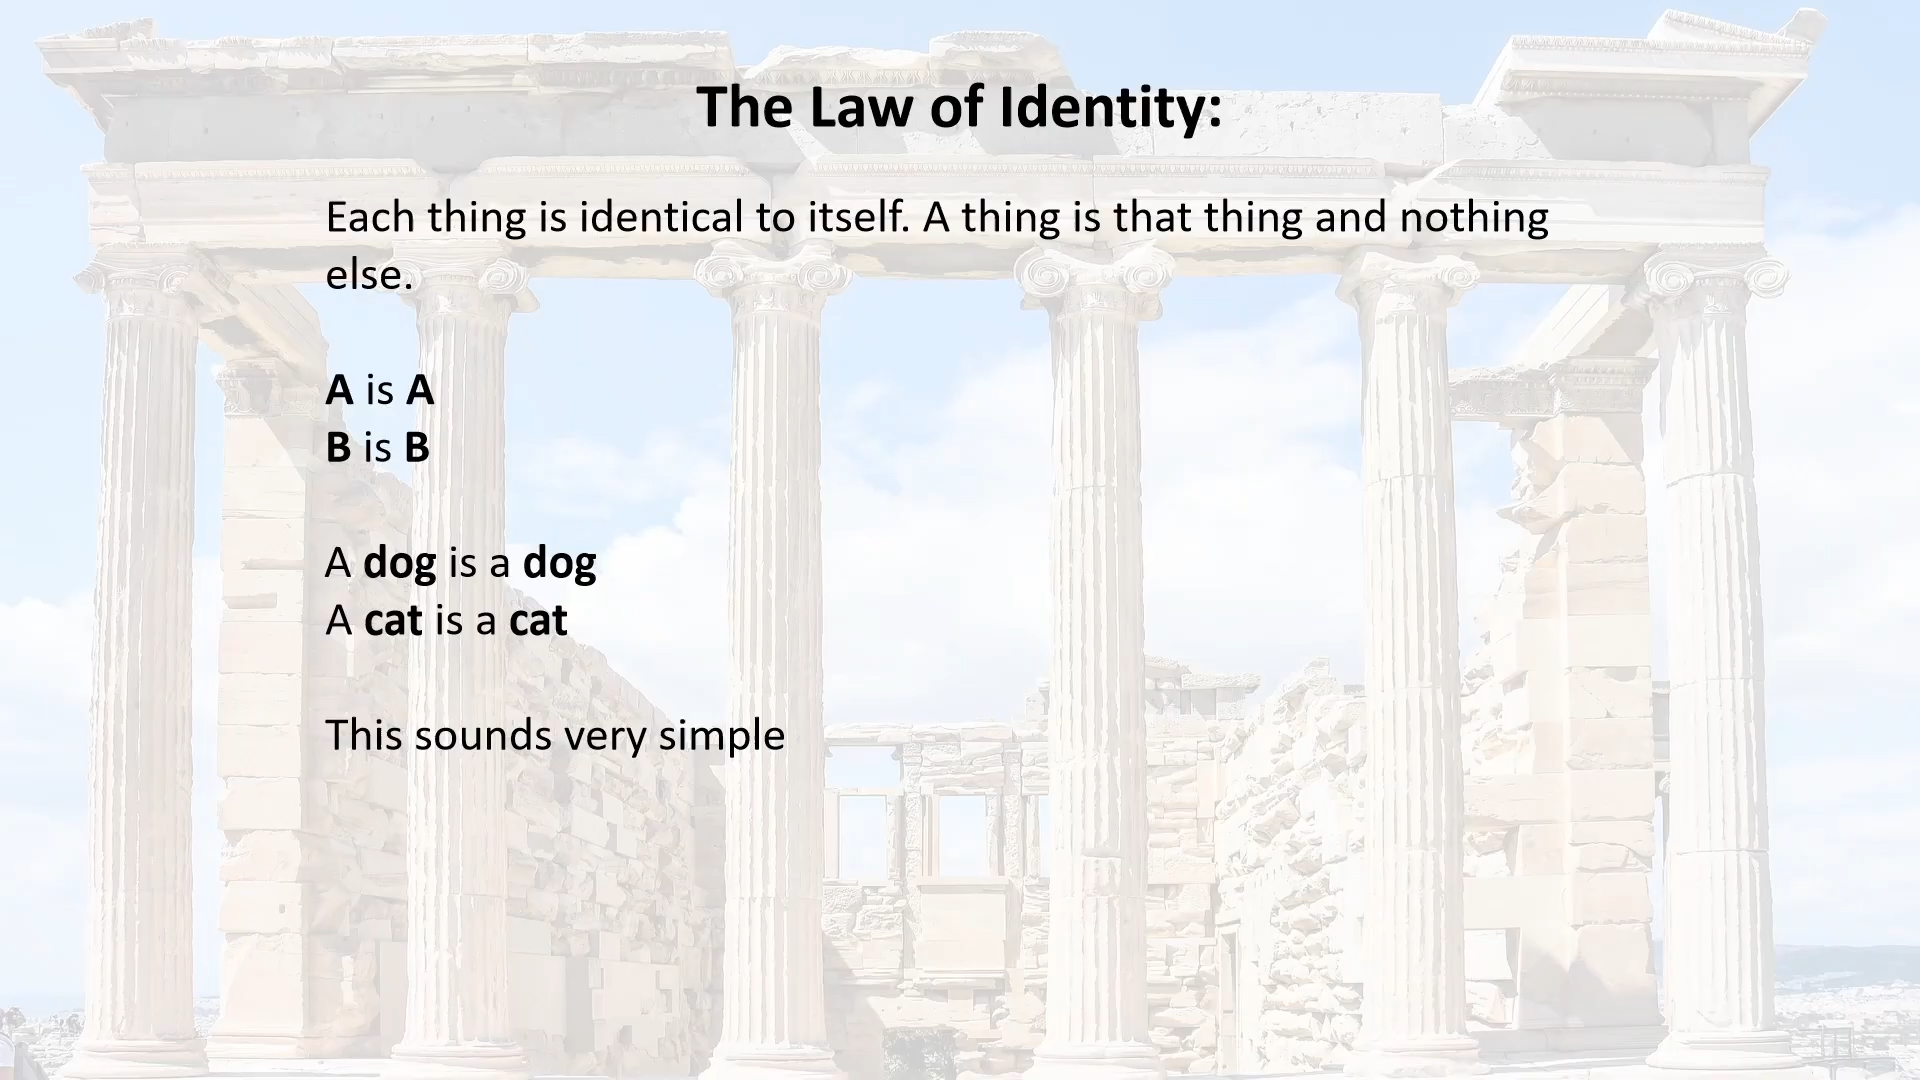 The Law of Identity:
Each thing is identical to itself. A thing is that thing and nothing
else.
A is A
B is B
A dog is a dog
A cat is a cat
This sounds very simple